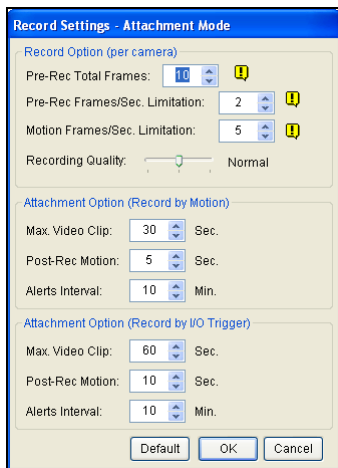 Record Settings - Attachment Mode
Record Option (per camera)
Pre-Rec Total Frames: 10
Pre-Rec Frames/Sec. Limitation: 2
Motion Frames/Sec. Limitation: 5
Recording Quality: Normal
Attachment Option (Record by Motion)
Max. Video Clip: 30 Sec.
Post-Rec Motion: 5 Sec.
Alerts Interval: 10 Min.
Attachment Option (Record by I/O Trigger)
Max. Video Clip: 60 Sec.
Post-Rec Motion: 10 Sec.
Alerts Interval: 10 Min.
Default OK Cancel